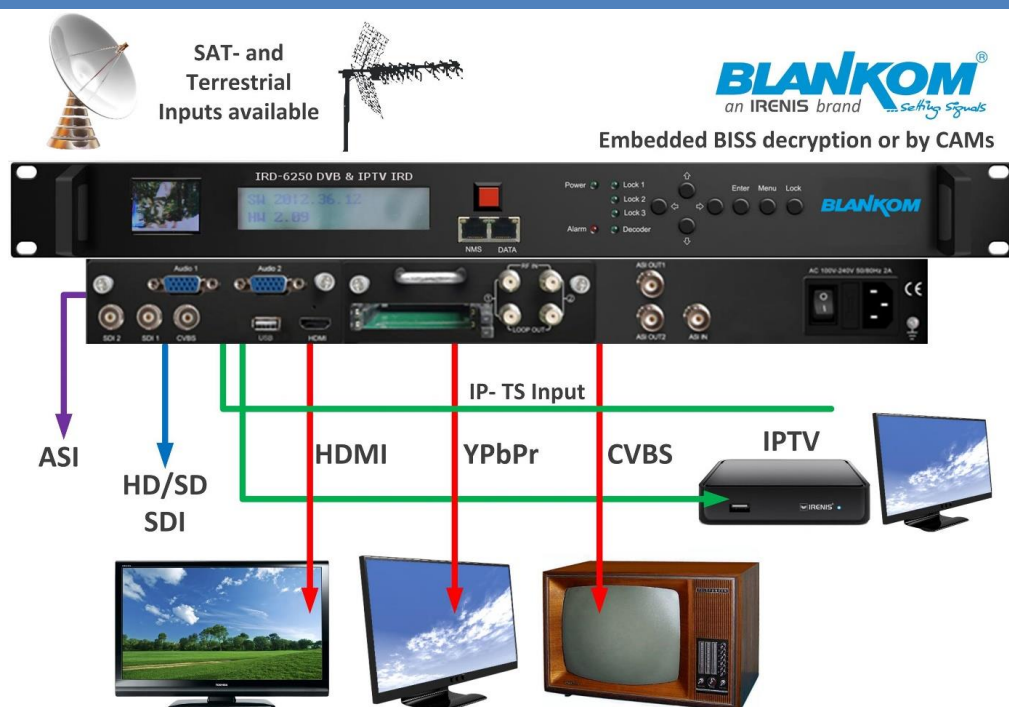 SAT- and
Terrestrial
Inputs available
BLANKOM®
an IRENIS brand ...Setting Signals
Embedded BISS decryption or by CAMs
IRD-6250 DVB & IPTV IRD
SW 2012.36.12
HW 2.09
NMS DATA
Power Lock 1
Lock 2
Lock 3
Alarm Decoder
Enter Menu Lock
BLANKOM
Audio 1 Audio 2
SDI 2 SDI 1 CVBS USB HDMI
RF IN
1 2
LOOP OUT
ASI OUT1
ASI OUT2 ASI IN
AC 100V-240V 50/60Hz 2A
CE
IP- TS Input
ASI
HD/SD
SDI
HDMI
YPbPr
CVBS
IPTV
IRENIS
TOSHIBA